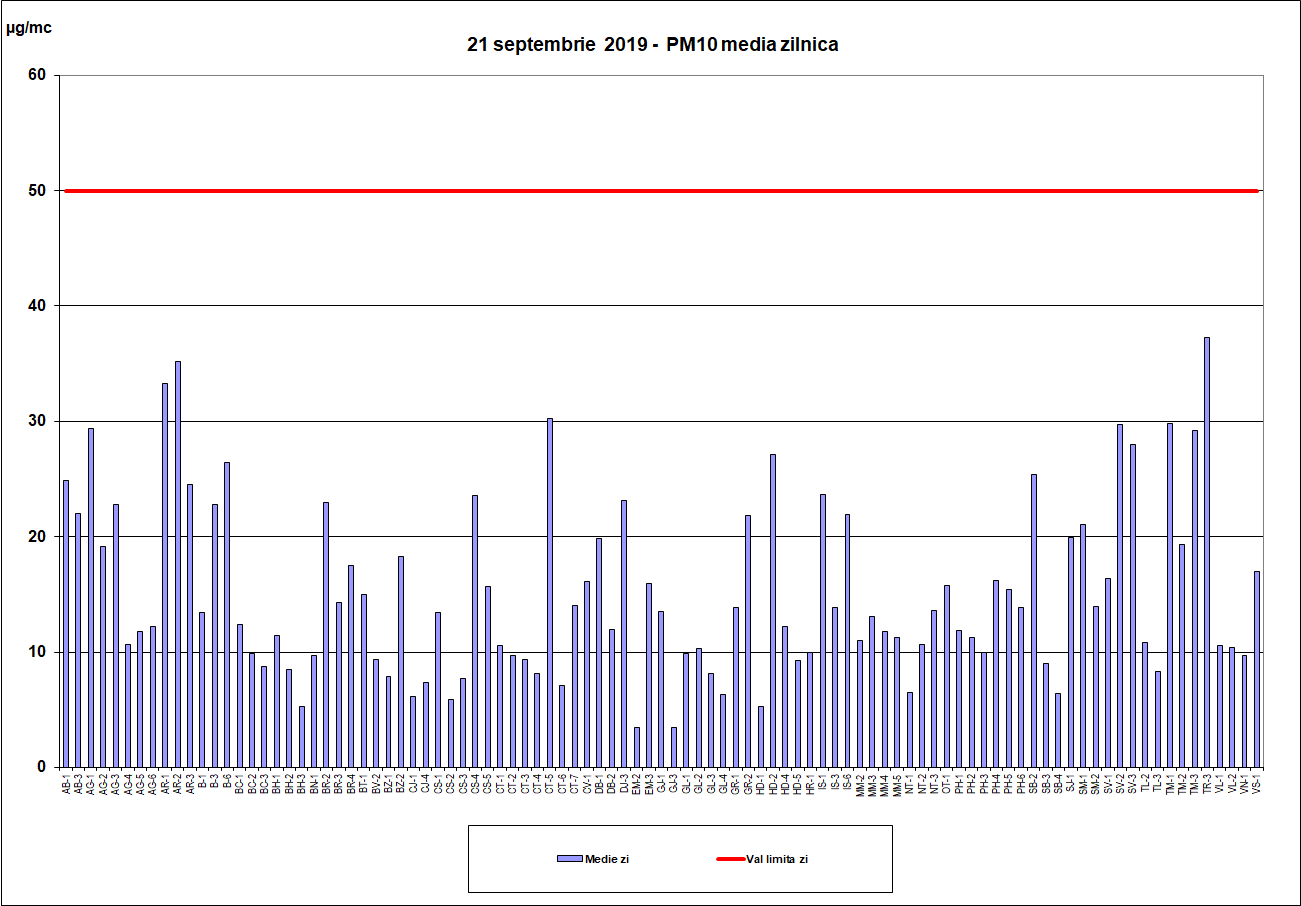 µg/mc
21 septembrie 2019 - PM10 media zilnica
60
50
40
30
20
10
0
AB-1 AB-3 AG-1 AG-2 AG-3 AG-4 AG-5 AG-6 AR-1 AR-2 AR-3 B-1 B-3 B-6 BC-1 BC-2 BC-3 BH-1 BH-2 BH-3 BN-1 BR-2 BR-3 BR-4 BT-1 BV-2 BZ-1 BZ-2 CJ-1 CJ-4 CS-1 CS-2 CS-3 CS-4 CS-5 CT-1 CT-2 CT-3 CT-4 CT-5 CT-6 CT-7 CV-1 DB-1 DB-2 DJ-3 EM-2 EM-3 GJ-1 GJ-3 GL-1 GL-2 GL-3 GL-4 GR-1 GR-2 HD-1 HD-2 HD-4 HD-5 HR-1 IS-1 IS-3 IS-6 MM-2 MM-3 MM-4 MM-5 NT-1 NT-2 NT-3 OT-1 PH-1 PH-2 PH-3 PH-4 PH-5 PH-6 SB-2 SB-3 SB-4 SJ-1 SM-1 SM-2 SV-1 SV-2 SV-3 TL-2 TL-3 TM-1 TM-2 TM-3 TR-3 VL-1 VL-2 VN-1 VS-1
Medie zi
Val limita zi